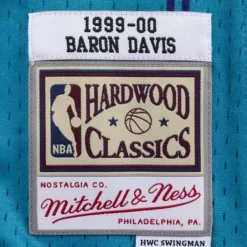 1999-00
BARON DAVIS
HARDWOOD
NBA
CLASSICS
NOSTALGIA CO.
Mitchell & Ness
PHILADELPHIA, PA.
HWC SWINGMAN